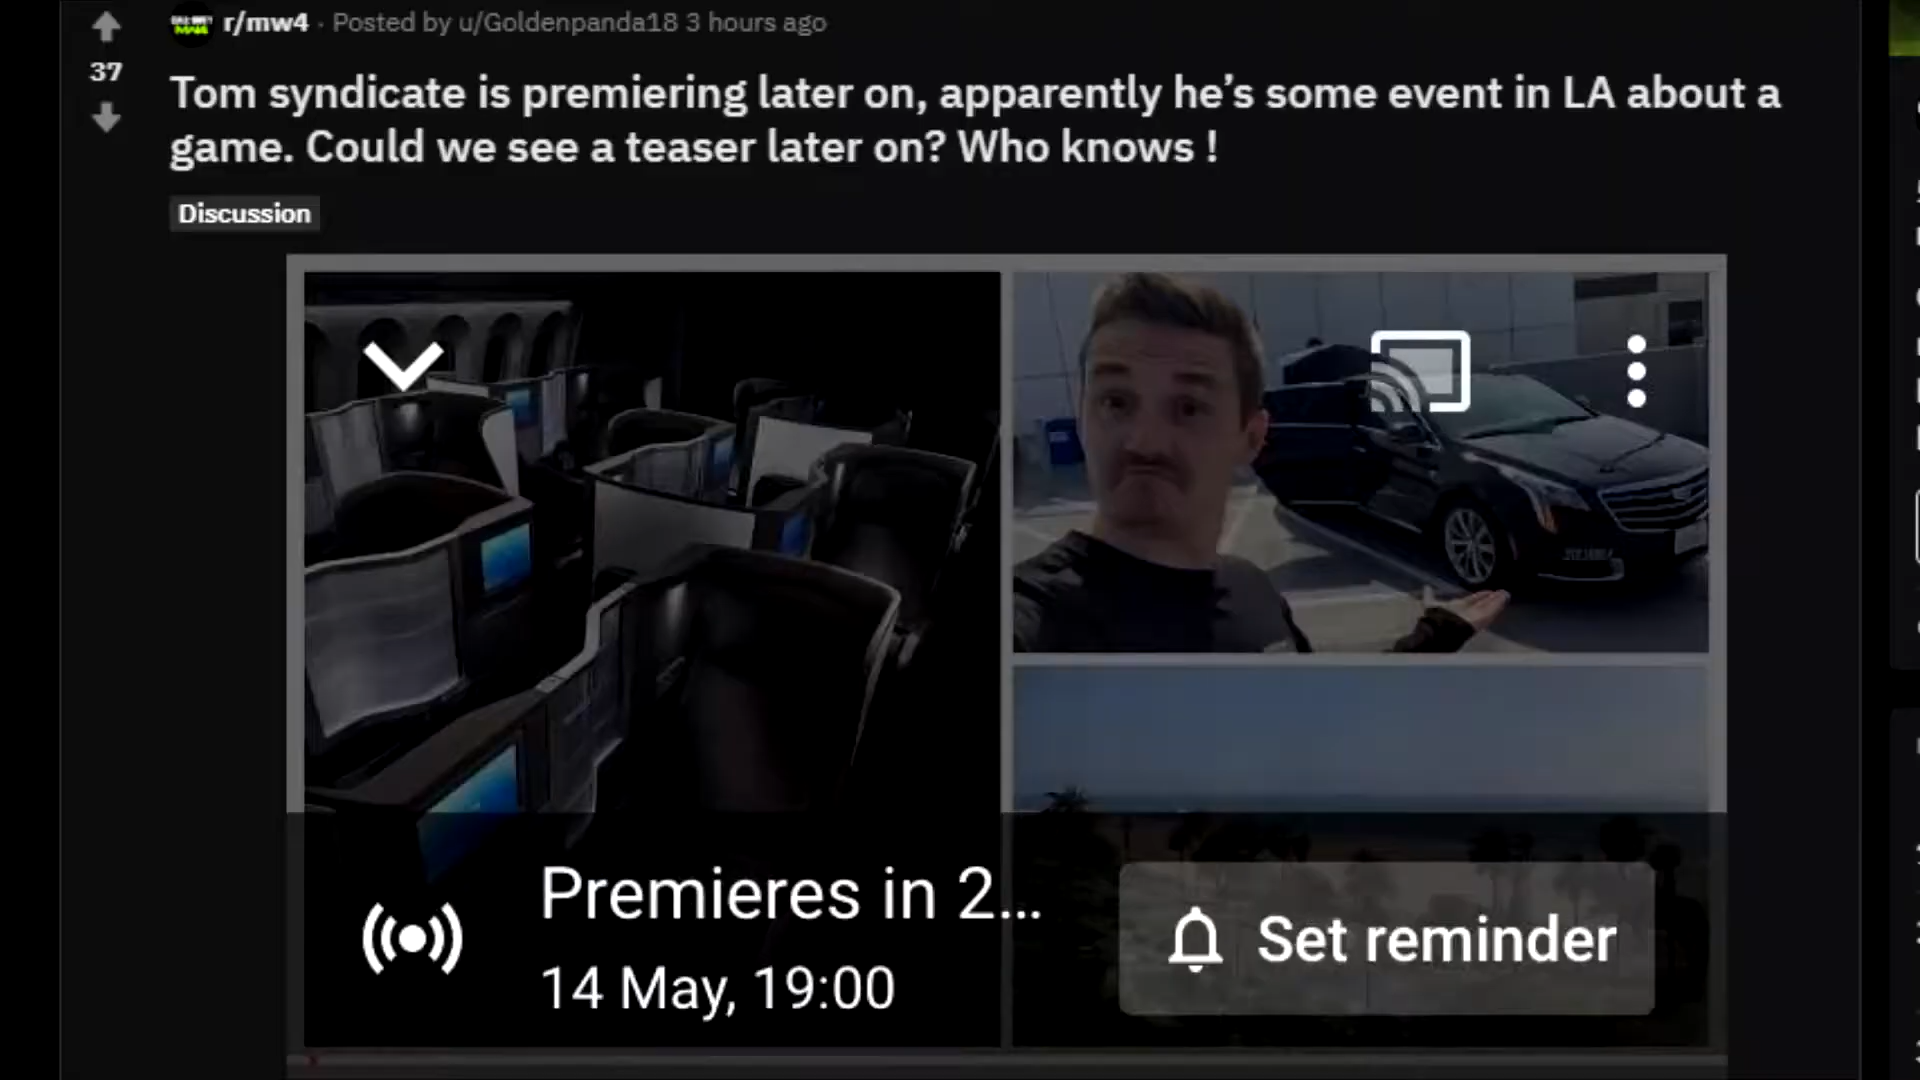 r/mw4 · Posted by u/Goldenpanda18 3 hours ago
37
Tom syndicate is premiering later on, apparently he's some event in LA about a
game. Could we see a teaser later on? Who knows !
Discussion
Premieres in 2...
14 May, 19:00
Set reminder